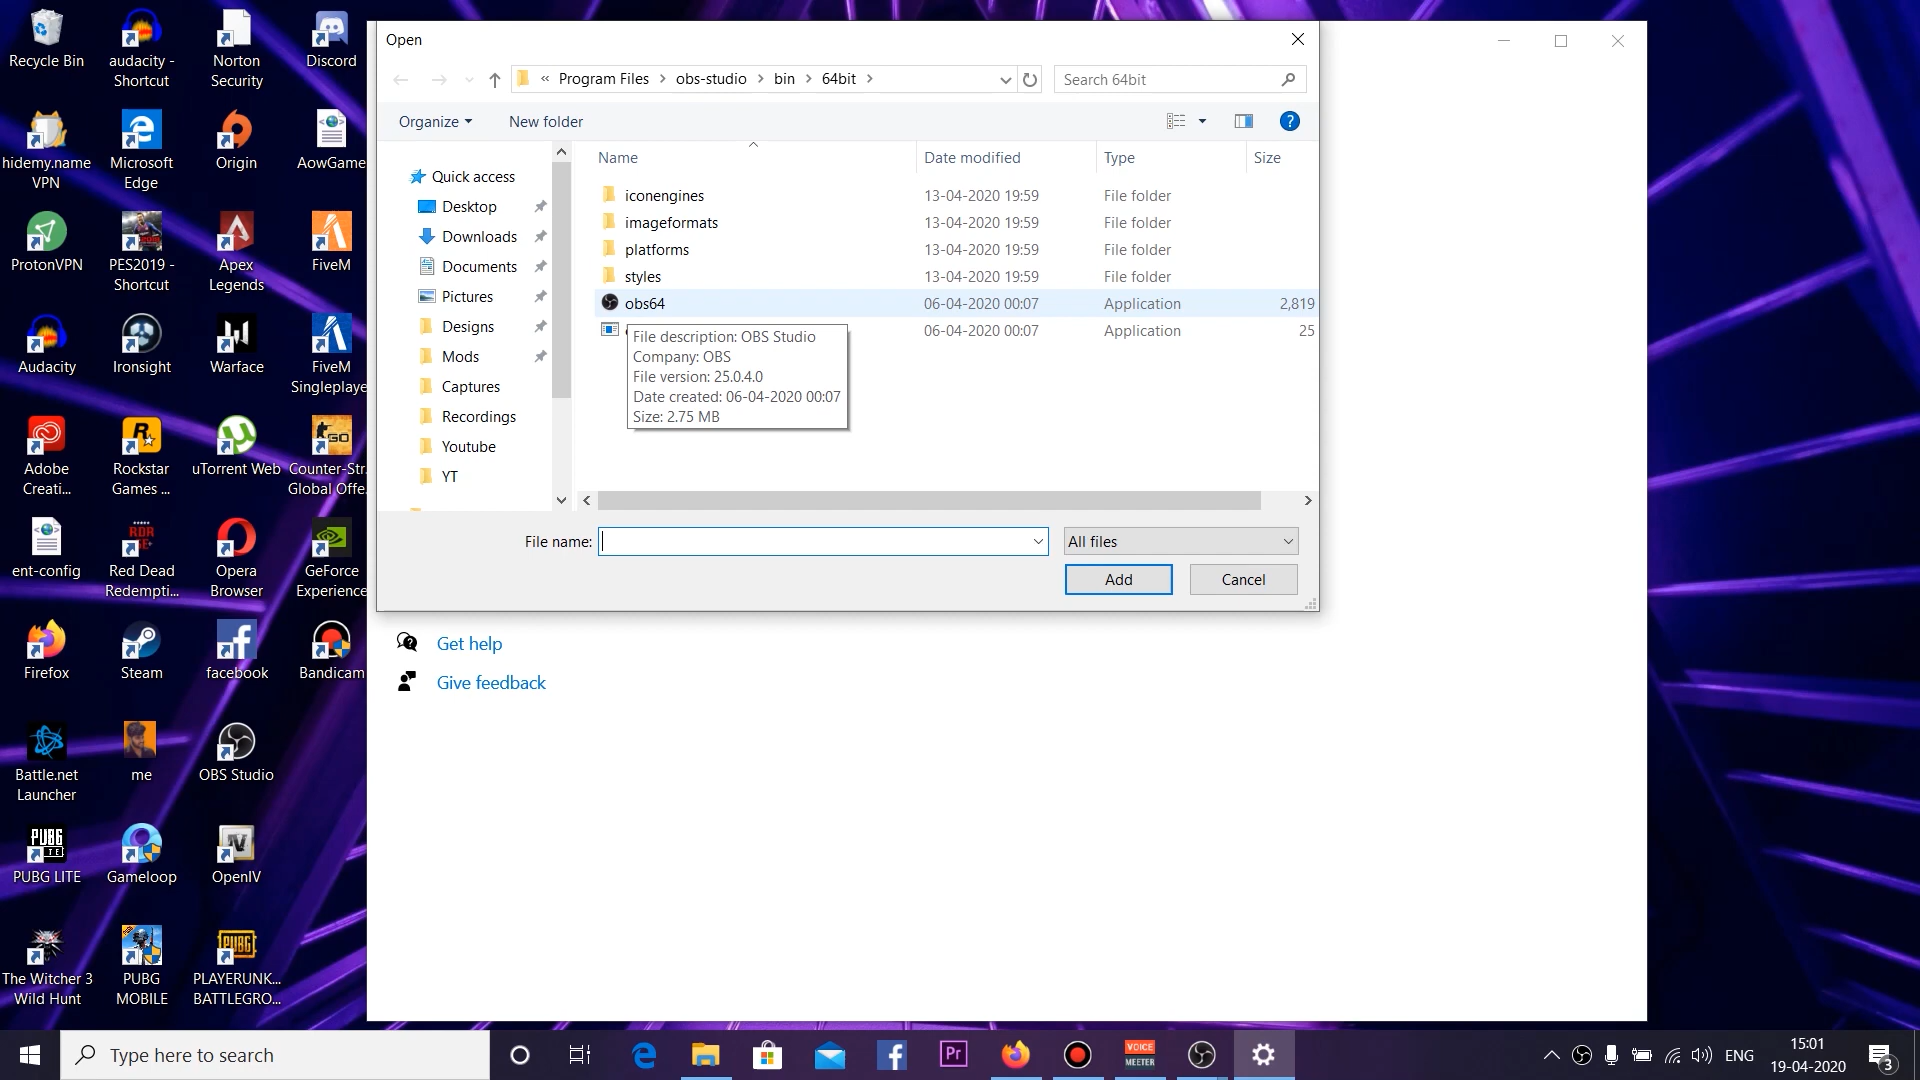 Recycle Bin
audacity -
Shortcut
Norton
Security
Discord
hidemy.name
VPN
Microsoft
Edge
Origin
AowGame
ProtonVPN
PES2019 -
Shortcut
Apex
Legends
FiveM
Audacity
Ironsight
Warface
FiveM
Singleplaye
Adobe
Creati...
Rockstar
Games ...
uTorrent Web
Counter-Str.
Global Offe.
ent-config
Red Dead
Redempti...
Opera
Browser
GeForce
Experience
Firefox
Steam
facebook
Bandicam
Battle.net
Launcher
me
OBS Studio
PUBG LITE
Gameloop
OpenIV
The Witcher 3
Wild Hunt
PUBG
MOBILE
PLAYERUNK...
BATTLEGRO...
Open
« Program Files > obs-studio > bin > 64bit >
Search 64bit
Organize
New folder
Quick access
Desktop
Downloads
Documents
Pictures
Designs
Mods
Captures
Recordings
Youtube
YT
Name Date modified Type Size
iconengines 13-04-2020 19:59 File folder
imageformats 13-04-2020 19:59 File folder
platforms 13-04-2020 19:59 File folder
styles 13-04-2020 19:59 File folder
obs64 06-04-2020 00:07 Application 2,819
06-04-2020 00:07 Application 25
File description: OBS Studio
Company: OBS
File version: 25.0.4.0
Date created: 06-04-2020 00:07
Size: 2.75 MB
File name:
All files
Add
Cancel
Get help
Give feedback
Type here to search
Pr
VOICE
MEETER
ENG
15:01
19-04-2020
3